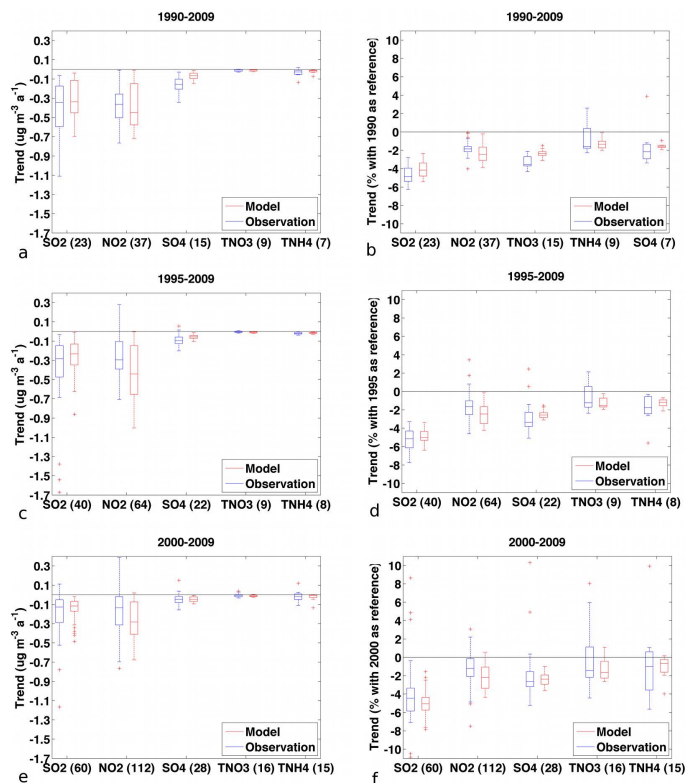 1990-2009
Trend (ug m-3 a-1)
0.3
0.1
-0.1
-0.3
-0.5
-0.7
-0.9
-1.1
-1.3
-1.5
-1.7
Model
Observation
SO2 (23) NO2 (37) SO4 (15) TNO3 (9) TNH4 (7)
a
1990-2009
Trend (% with 1990 as reference)
10
8
6
4
2
0
-2
-4
-6
-8
-10
Model
Observation
SO2 (23) NO2 (37) TNO3 (15) TNH4 (9) SO4 (7)
b
1995-2009
Trend (ug m-3 a-1)
0.3
0.1
-0.1
-0.3
-0.5
-0.7
-0.9
-1.1
-1.3
-1.5
-1.7
Model
Observation
SO2 (40) NO2 (64) SO4 (22) TNO3 (9) TNH4 (8)
c
1995-2009
Trend (% with 1995 as reference)
10
8
6
4
2
0
-2
-4
-6
-8
-10
Model
Observation
SO2 (40) NO2 (64) SO4 (22) TNO3 (9) TNH4 (8)
d
2000-2009
Trend (ug m-3 a-1)
0.3
0.1
-0.1
-0.3
-0.5
-0.7
-0.9
-1.1
-1.3
-1.5
-1.7
Model
Observation
SO2 (60) NO2 (112) SO4 (28) TNO3 (16) TNH4 (15)
e
2000-2009
Trend (% with 2000 as reference)
10
8
6
4
2
0
-2
-4
-6
-8
-10
Model
Observation
SO2 (60) NO2 (112) SO4 (28) TNO3 (16) TNH4 (15)
f